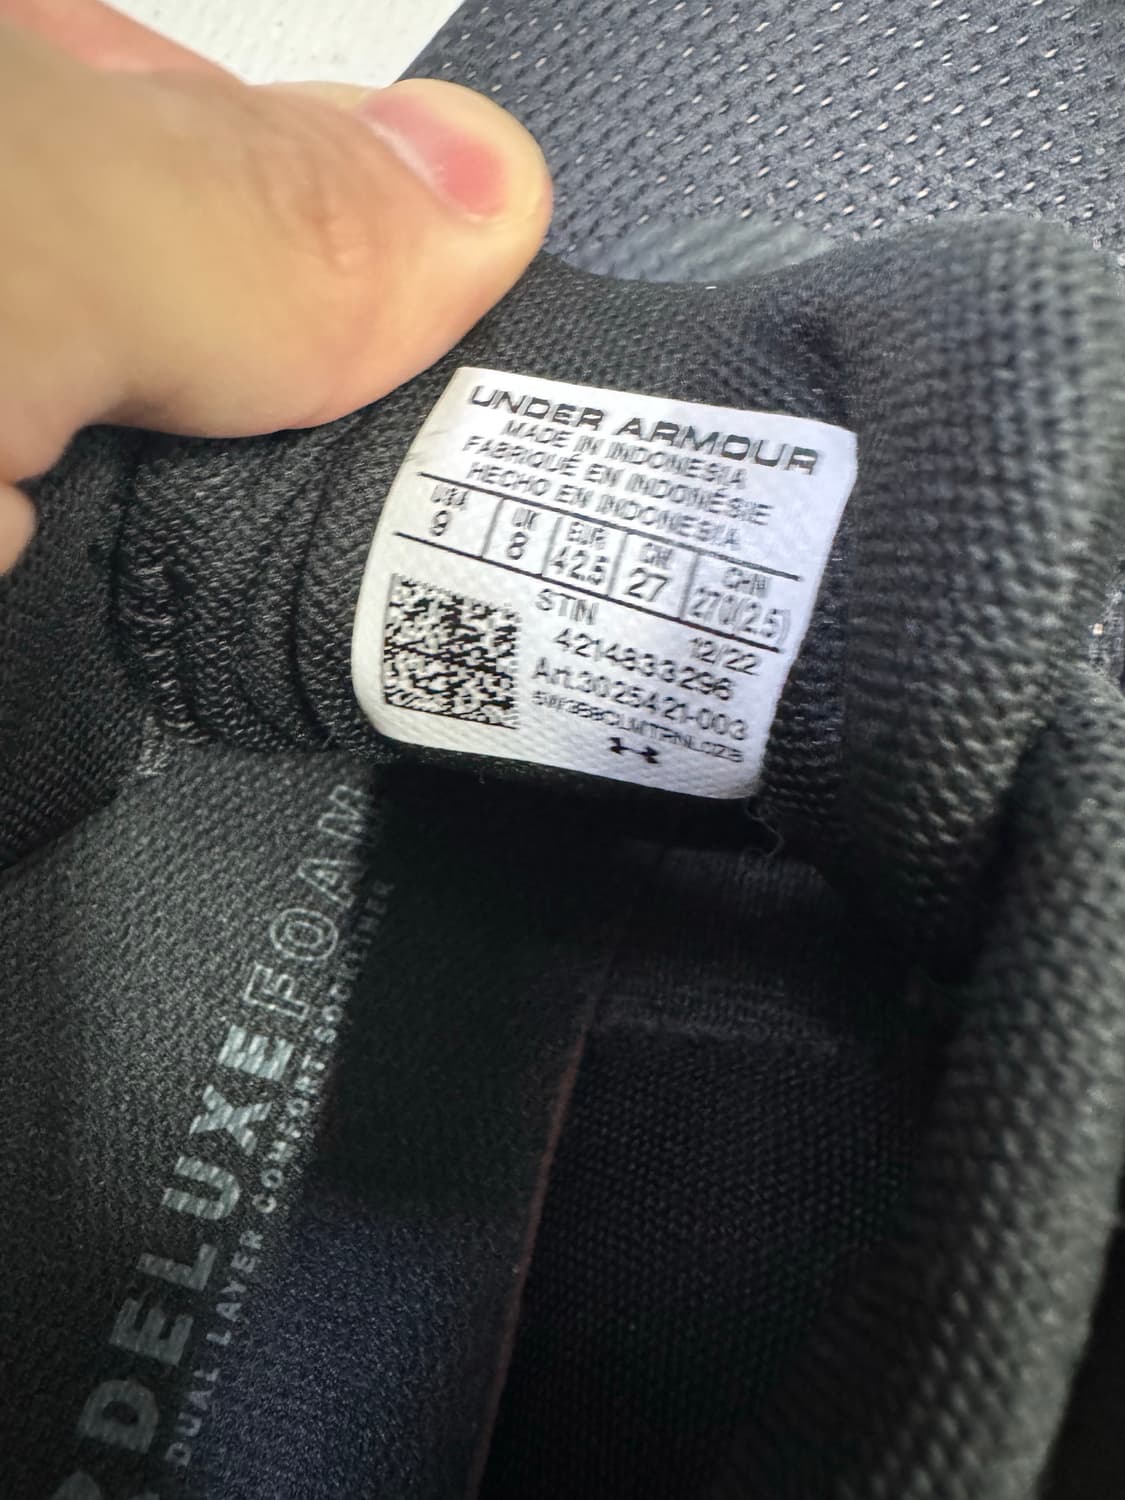 UNDER ARMOUR
MADE IN INDONESIA
FABRIQUÉ EN INDONÉSIE
HECHO EN INDONESIA
USA UK EUR CM CHN
9 8 42.5 27 270(2.5)
STIN 12/22
4214833296
Art.3025421-003
DELUXE FOAM
DUAL LAYER COMFORT SOCKLINER